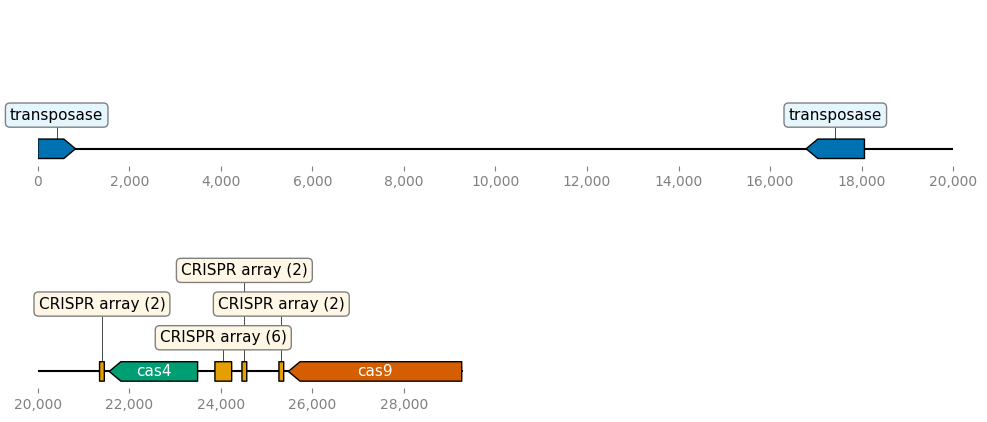 transposase transposase
0 2,000 4,000 6,000 8,000 10,000 12,000 14,000 16,000 18,000 20,000
CRISPR array (2)
CRISPR array (2) CRISPR array (2)
CRISPR array (6)
cas4 cas9
20,000 22,000 24,000 26,000 28,000